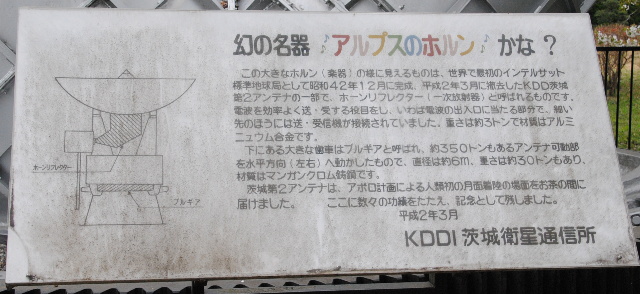 幻の名器 ♪アルプスのホルン♪ かな？
この大きなホルン（楽器）の様に見えるものは、世界で最初のインテルサット
標準地球局として昭和42年12月に完成、平成2年3月に撤去したKDD茨城
第2アンテナの一部で、ホーンリフレクター（一次放射器）と呼ばれるものです。
電波を効率よく送・受する役目をし、いわば電波の出入口に当たる部分で、細い
先のほうには送・受信機が接続されていました。重さは約3トンで材質はアルミ
ニュウム合金です。
下にある大きな歯車はブルギアと呼ばれ、約350トンもあるアンテナ可動部
を水平方向（左右）へ動かしたもので、直径は約6m、重さは約30トンもあり、
材質はマンガンクロム鋳鋼です。
茨城第2アンテナは、アポロ計画による人類初の月面着陸の場面をお茶の間に
届けました。 ここに数々の功績をたたえ、記念として残しました。
平成2年3月
KDDI 茨城衛星通信所
ホーンリフレクター
ブルギア